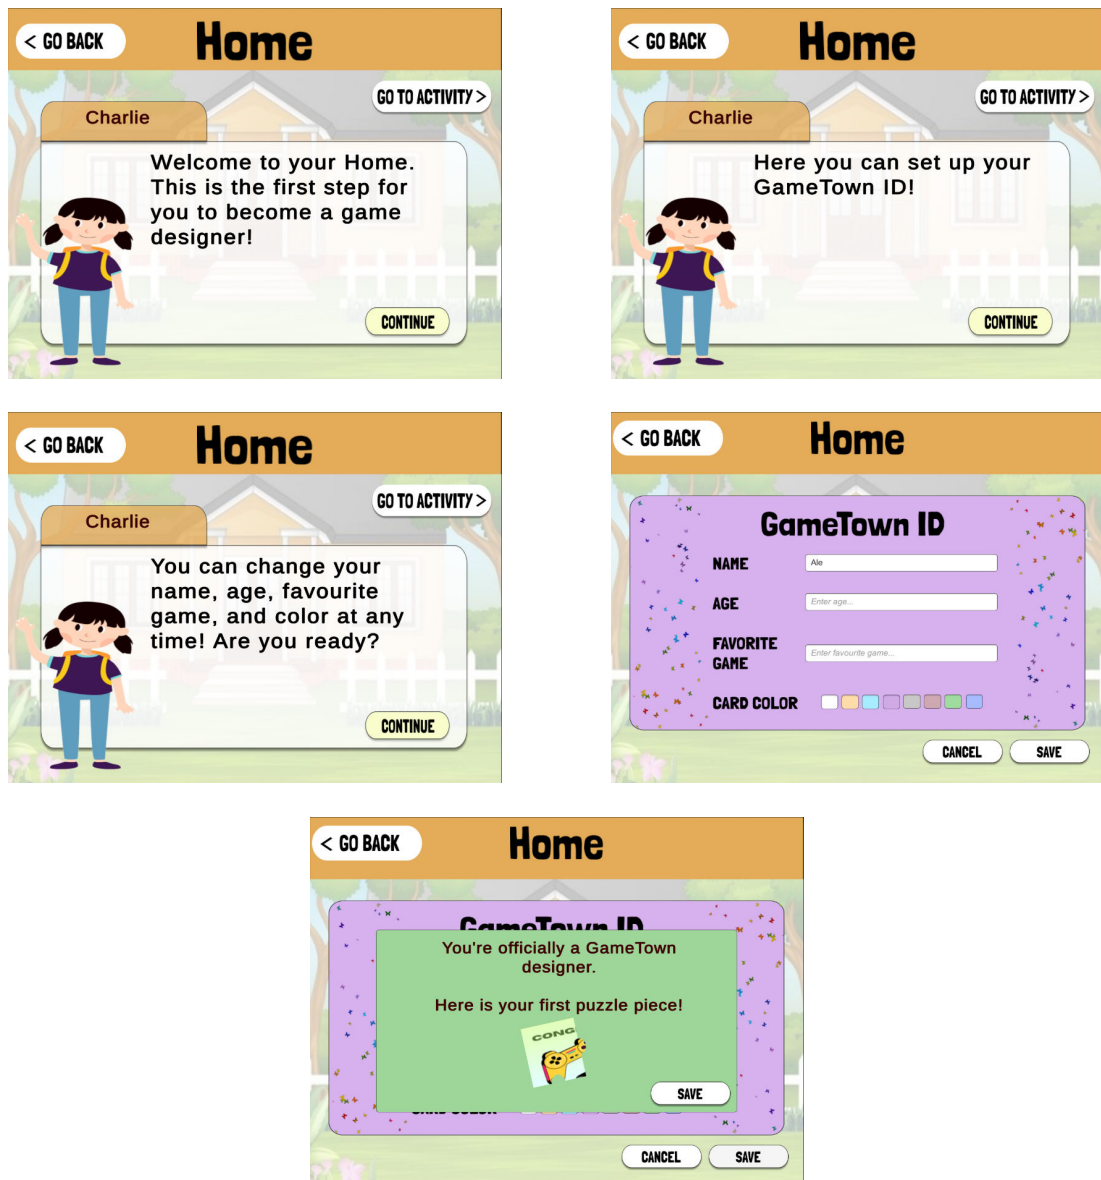 < GO BACK
Home
GO TO ACTIVITY >
Charlie
Welcome to your Home.
This is the first step for
you to become a game
designer!
CONTINUE
< GO BACK
Home
GO TO ACTIVITY >
Charlie
Here you can set up your
GameTown ID!
CONTINUE
< GO BACK
Home
GO TO ACTIVITY >
Charlie
You can change your
name, age, favourite
game, and color at any
time! Are you ready?
CONTINUE
< GO BACK
Home
GameTown ID
NAME
Ale
AGE
Enter age...
FAVORITE
GAME
Enter favourite game...
CARD COLOR
CANCEL
SAVE
< GO BACK
Home
GameTown ID
You're officially a GameTown
designer.
Here is your first puzzle piece!
CONG
SAVE
CARD COLOR
CANCEL
SAVE